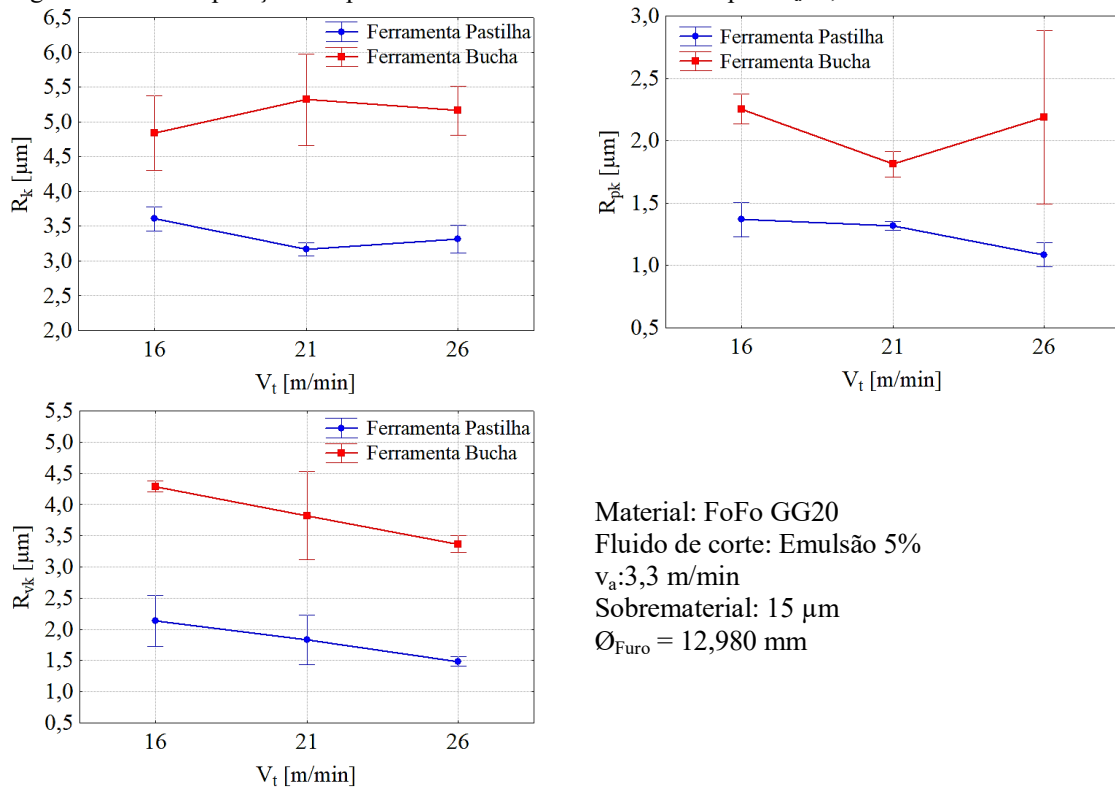 6,5
6,0
5,5
5,0
4,5
4,0
3,5
3,0
2,5
2,0
R_k [µm]
Ferramenta Pastilha
Ferramenta Bucha
16 21 26
V_t [m/min]
3,0
2,5
2,0
1,5
1,0
0,5
R_pk [µm]
Ferramenta Pastilha
Ferramenta Bucha
16 21 26
V_t [m/min]
5,5
5,0
4,5
4,0
3,5
3,0
2,5
2,0
1,5
1,0
0,5
R_vk [µm]
Ferramenta Pastilha
Ferramenta Bucha
16 21 26
V_t [m/min]
Material: FoFo GG20
Fluido de corte: Emulsão 5%
v_a:3,3 m/min
Sobrematerial: 15 µm
Ø_Furo = 12,980 mm